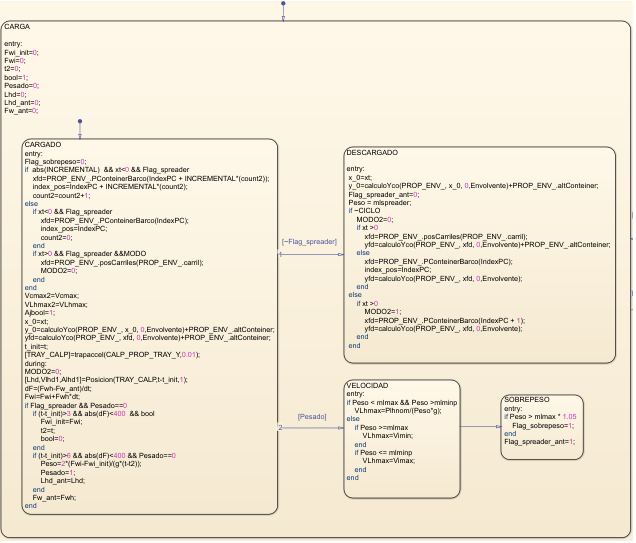 CARGA
entry:
Fwi_init=0;
Fwi=0;
t2=0;
bool=1;
Pesado=0;
Lhd=0;
Lhd_ant=0;
Fw_ant=0;
CARGADO
entry:
Flag_sobrepeso=0;
if abs(INCREMENTAL) && xt<0 && Flag_spreader
xfd=PROP_ENV_.PConteinerBarco(IndexPC + INCREMENTAL*(count2));
index_pos=IndexPC + INCREMENTAL*(count2);
count2=count2+1;
else
if xt<0 && Flag_spreader
xfd=PROP_ENV_.PConteinerBarco(IndexPC);
index_pos=IndexPC;
count2=0;
end
if xt>0 && Flag_spreader &&MODO
xfd=PROP_ENV_.posCarriles(PROP_ENV_.carril);
MODO2=0;
end
end
Vcmax2=Vcmax;
VLhmax2=VLhmax;
Ajbool=1;
x_0=xt;
y_0=calculoYco(PROP_ENV_, x_0, 0,Envolvente)+PROP_ENV_.altConteiner;
yfd=calculoYco(PROP_ENV_, xfd, 0,Envolvente)+PROP_ENV_.altConteiner;
t_init=t;
[TRAY_CALP]=trapaccel(CALP_PROP_TRAY_Y,0.01);
during:
MODO2=0;
[Lhd,Vlhd1,Alhd1]=Posicion(TRAY_CALP,t-t_init,1);
dF=(Fwh-Fw_ant)/dt;
Fwi=Fwi+Fwh*dt;
if Flag_spreader && Pesado==0
if (t-t_init)>3 && abs(dF)<400 && bool
Fwi_init=Fwi;
t2=t;
bool=0;
end
if (t-t_init)>6 && abs(dF)<400 && Pesado==0
Peso=2*(Fwi-Fwi_init)/(g*(t-t2));
Pesado=1;
Lhd_ant=Lhd;
end
Fw_ant=Fwh;
end
[~Flag_spreader]
1
[Pesado]
2
DESCARGADO
entry:
x_0=xt;
y_0=calculoYco(PROP_ENV_, x_0, 0,Envolvente)+PROP_ENV_.altConteiner;
Flag_spreader_ant=0;
Peso = mlspreader;
if ~CICLO
MODO2=0;
if xt >0
xfd=PROP_ENV_.posCarriles(PROP_ENV_.carril);
yfd=calculoYco(PROP_ENV_, xfd, 0,Envolvente)+PROP_ENV_.altConteiner;
else
xfd=PROP_ENV_.PConteinerBarco(IndexPC);
index_pos=IndexPC;
yfd=calculoYco(PROP_ENV_, xfd, 0,Envolvente);
end
else
if xt >0
MODO2=1;
xfd=PROP_ENV_.PConteinerBarco(IndexPC + 1);
yfd=calculoYco(PROP_ENV_, xfd, 0,Envolvente);
end
end
VELOCIDAD
entry:
if Peso < mlmax && Peso >mlminp
VLhmax=Plhnom/(Peso*g);
else
if Peso >=mlmax
VLhmax=Vlmin;
end
if Peso <= mlminp
VLhmax=Vlmax;
end
end
SOBREPESO
entry:
if Peso > mlmax * 1.05
Flag_sobrepeso=1;
end
Flag_spreader_ant=1;